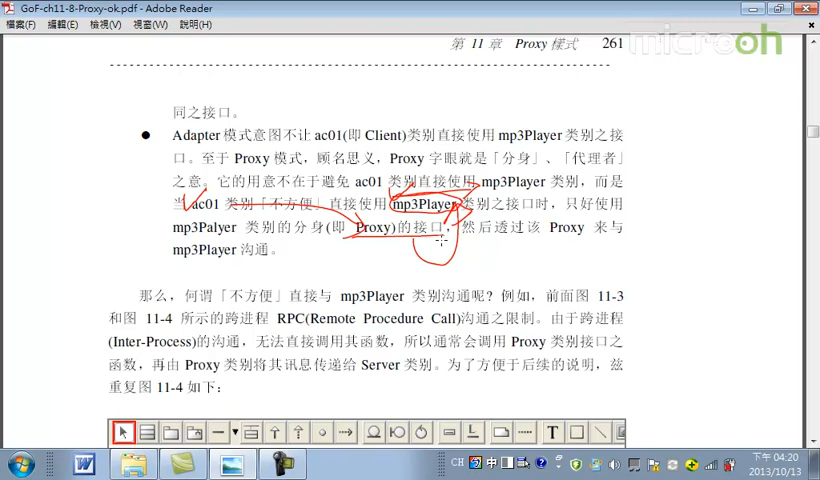 GoF-ch11-8-Proxy-ok.pdf - Adobe Reader
檔案(F) 編輯(E) 檢視(V) 視窗(W) 說明(H)
microoh
第 11 章 Proxy 樣式 261
同之接口。
● Adapter 模式意图不让 ac01(即 Client)类别直接使用 mp3Player 类别之接
口。至于 Proxy 模式，顾名思义，Proxy 字眼就是「分身」、「代理者」
之意。它的用意不在于避免 ac01 类别直接使用 mp3Player 类别，而是
当 ac01 类别「不方便」直接使用 mp3Player 类别之接口时，只好使用
mp3Palyer 类别的分身(即 Proxy)的接口，然后透过该 Proxy 来与
mp3Player 沟通。
那么，何谓「不方便」直接与 mp3Player 类别沟通呢？例如，前面图 11-3
和图 11-4 所示的跨进程 RPC(Remote Procedure Call)沟通之限制。由于跨进程
(Inter-Process)的沟通，无法直接调用其函数，所以通常会调用 Proxy 类别接口之
函数，再由 Proxy 类别将其讯息传递给 Server 类别。为了方便于后续的说明，兹
重复图 11-4 如下：
T
CH 中
下午 04:20
2013/10/13